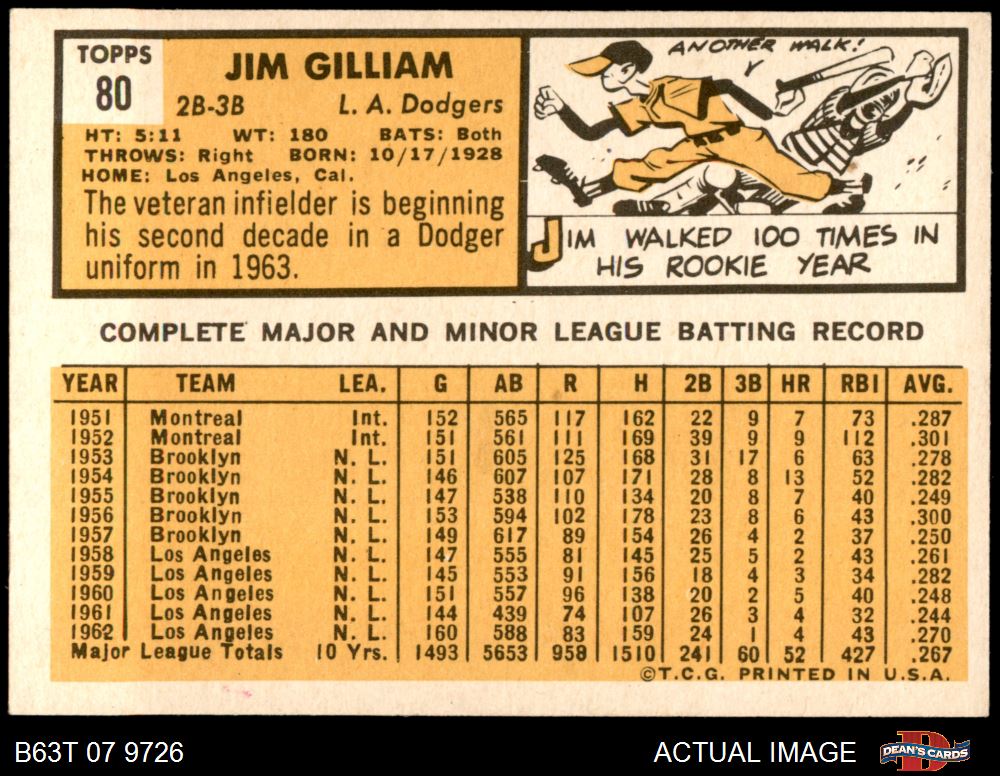 TOPPS
80
JIM GILLIAM
2B-3B L. A. Dodgers
HT: 5:11 WT: 180 BATS: Both
THROWS: Right BORN: 10/17/1928
HOME: Los Angeles, Cal.
The veteran infielder is beginning
his second decade in a Dodger
uniform in 1963.
ANOTHER WALK!
JIM WALKED 100 TIMES IN
HIS ROOKIE YEAR
COMPLETE MAJOR AND MINOR LEAGUE BATTING RECORD
YEAR TEAM LEA. G AB R H 2B 3B HR RBI AVG.
1951 Montreal Int. 152 565 117 162 22 9 7 73 .287
1952 Montreal Int. 151 561 111 169 39 9 9 112 .301
1953 Brooklyn N. L. 151 605 125 168 31 17 6 63 .278
1954 Brooklyn N. L. 146 607 107 171 28 8 13 52 .282
1955 Brooklyn N. L. 147 538 110 134 20 8 7 40 .249
1956 Brooklyn N. L. 153 594 102 178 23 8 6 43 .300
1957 Brooklyn N. L. 149 617 89 154 26 4 2 37 .250
1958 Los Angeles N. L. 147 555 81 145 25 5 2 43 .261
1959 Los Angeles N. L. 145 553 91 156 18 4 3 34 .282
1960 Los Angeles N. L. 151 557 96 138 20 2 5 40 .248
1961 Los Angeles N. L. 144 439 74 107 26 3 4 32 .244
1962 Los Angeles N. L. 160 588 83 159 24 1 4 43 .270
Major League Totals 10 Yrs. 1493 5653 958 1510 241 60 52 427 .267
©T.C.G. PRINTED IN U.S.A.
B63T 07 9726 ACTUAL IMAGE DEAN'S CARDS